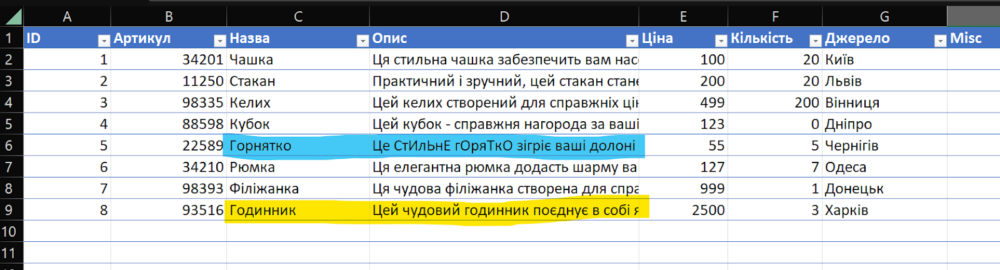 A B C D E F G
1 ID Артикул Назва Опис Ціна Кількість Джерело Misc
2 1 34201 Чашка Ця стильна чашка забезпечить вам нас 100 20 Київ
3 2 11250 Стакан Практичний і зручний, цей стакан стане 200 20 Львів
4 3 98335 Келих Цей келих створений для справжніх цін 499 200 Вінниця
5 4 88598 Кубок Цей кубок - справжня нагорода за ваші 123 0 Дніпро
6 5 22589 Горнятко Це СтИлЬнЕ гОряТкО зігріє ваші долоні 55 5 Чернігів
7 6 34210 Рюмка Ця елегантна рюмка додасть шарму ва 127 7 Одеса
8 7 98393 Філіжанка Ця чудова філіжанка створена для спра 999 1 Донецьк
9 8 93516 Годинник Цей чудовий годинник поєднує в собі я 2500 3 Харків
10
11